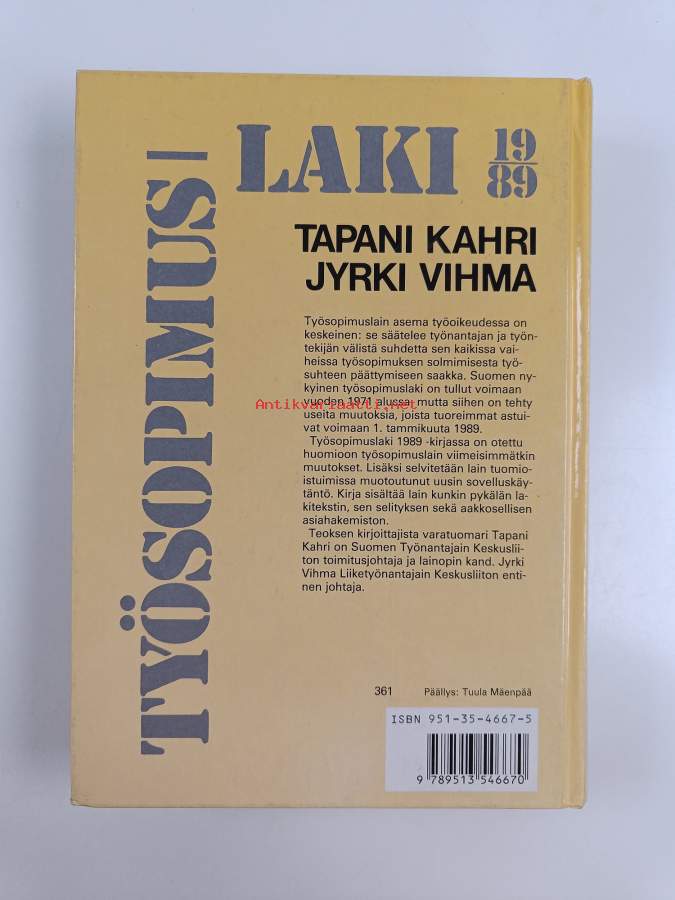 TYÖSOPIMUS-
LAKI 19/89
TAPANI KAHRI
JYRKI VIHMA
Työsopimuslain asema työoikeudessa on
keskeinen: se säätelee työnantajan ja työn-
tekijän välistä suhdetta sen kaikissa vai-
heissa työsopimuksen solmimisesta työ-
suhteen päättymiseen saakka. Suomen ny-
kyinen työsopimuslaki on tullut voimaan
vuoden 1971 alussa, mutta siihen on tehty
useita muutoksia, joista tuoreimmat astui-
vat voimaan 1. tammikuuta 1989.
Työsopimuslaki 1989 -kirjassa on otettu
huomioon työsopimuslain viimeisimmätkin
muutokset. Lisäksi selvitetään lain tuomio-
istuimissa muotoutunut uusin sovelluskäy-
täntö. Kirja sisältää lain kunkin pykälän la-
kitekstin, sen selityksen sekä aakkosellisen
asiahakemiston.
Teoksen kirjoittajista varatuomari Tapani
Kahri on Suomen Työnantajain Keskuslii-
ton toimitusjohtaja ja lainopin kand. Jyrki
Vihma Liiketyönantajain Keskusliiton enti-
nen johtaja.
Antikvariaatti.net
361 Päällys: Tuula Mäenpää
ISBN 951-35-4667-5
9 789513 546670